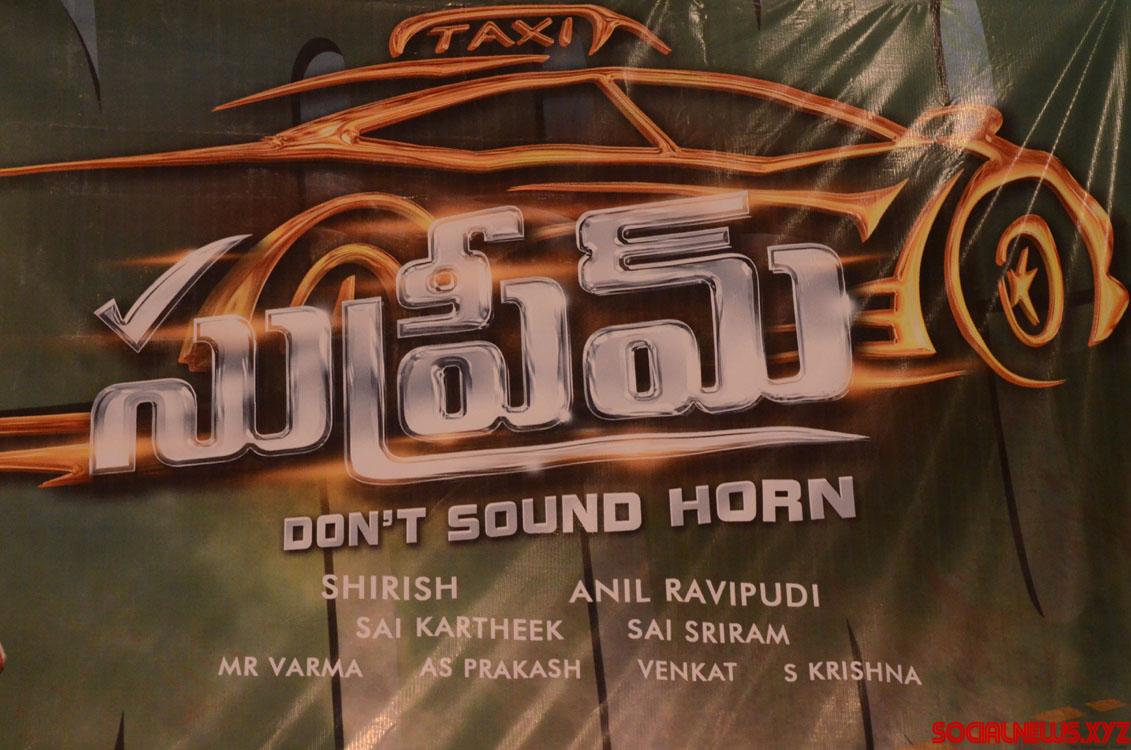 TAXI
సుప్రీమ్
DON'T SOUND HORN
SHIRISH ANIL RAVIPUDI
SAI KARTHEEK SAI SRIRAM
MR VARMA AS PRAKASH VENKAT S KRISHNA
SOCIALNEWS.XYZ